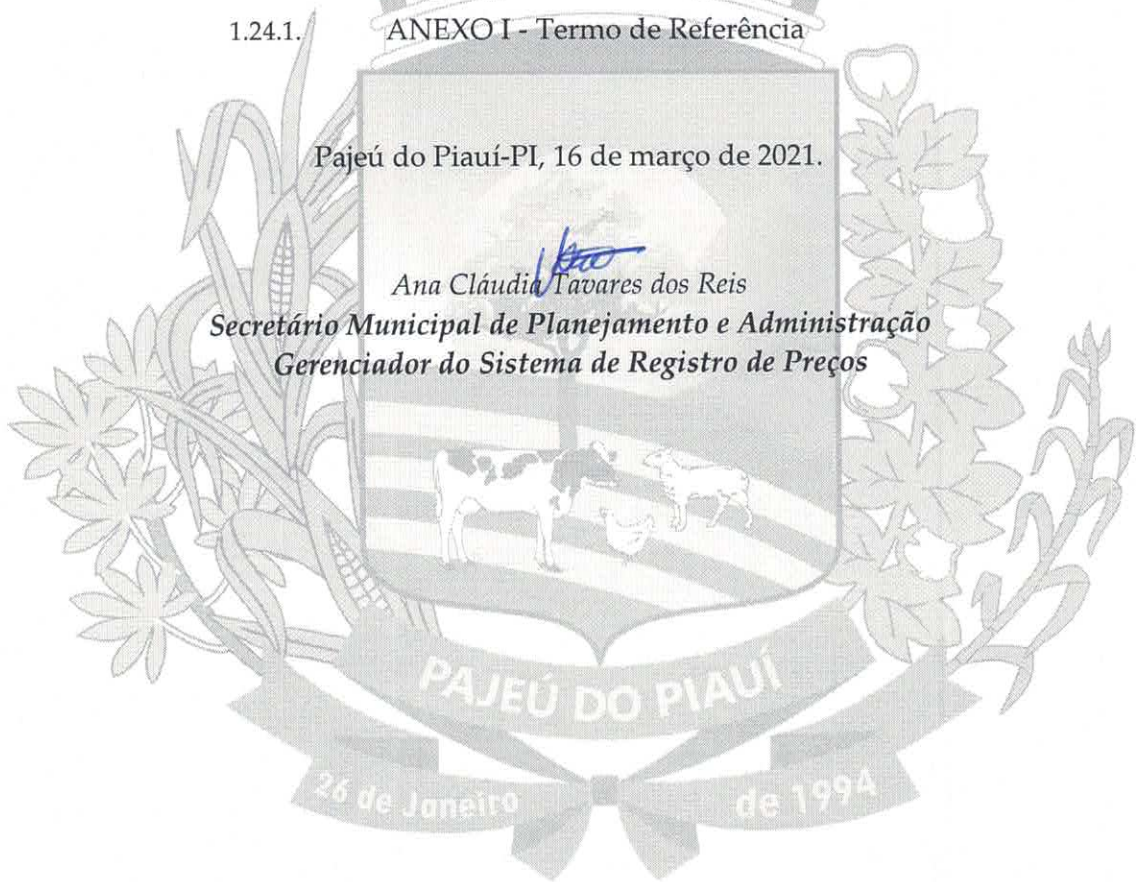 1.24.1. ANEXO I - Termo de Referência
Pajeú do Piauí-PI, 16 de março de 2021.
Ana Cláudia Tavares dos Reis
Secretário Municipal de Planejamento e Administração
Gerenciador do Sistema de Registro de Preços
PAJEÚ DO PIAUÍ
26 de Janeiro de 1994